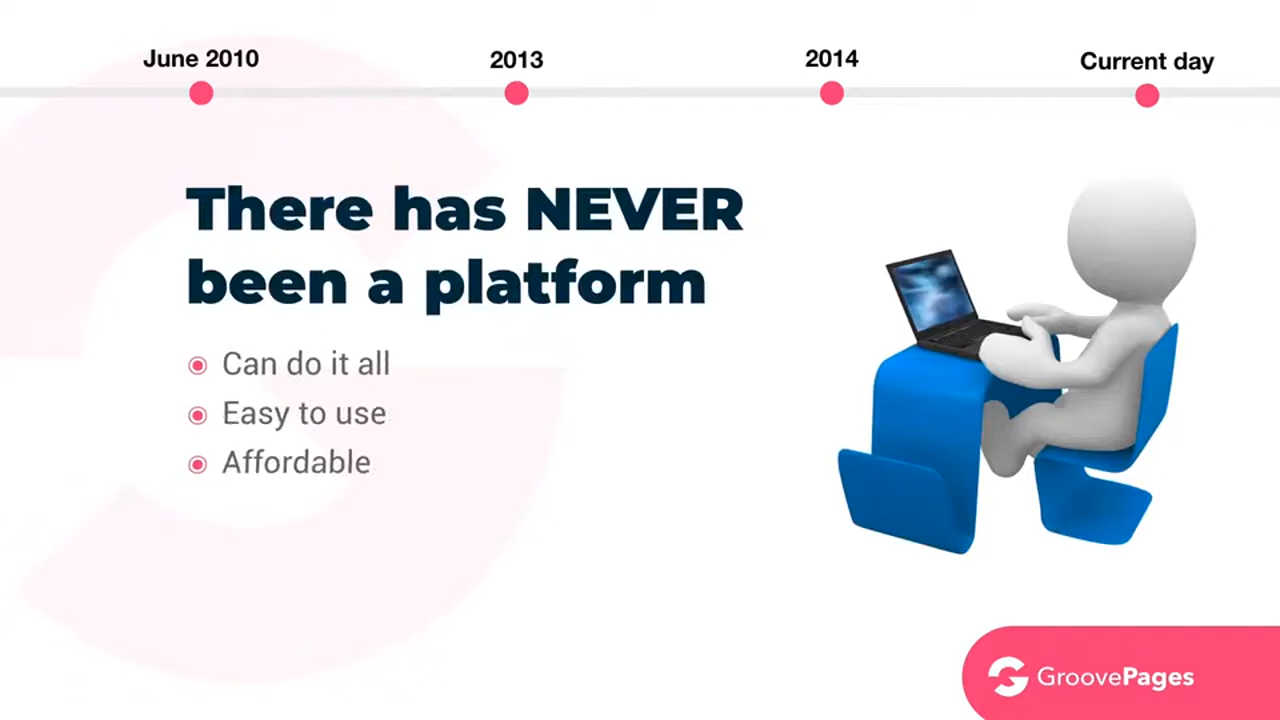 June 2010
2013
2014
Current day
There has NEVER
been a platform
Can do it all
Easy to use
Affordable
GroovePages